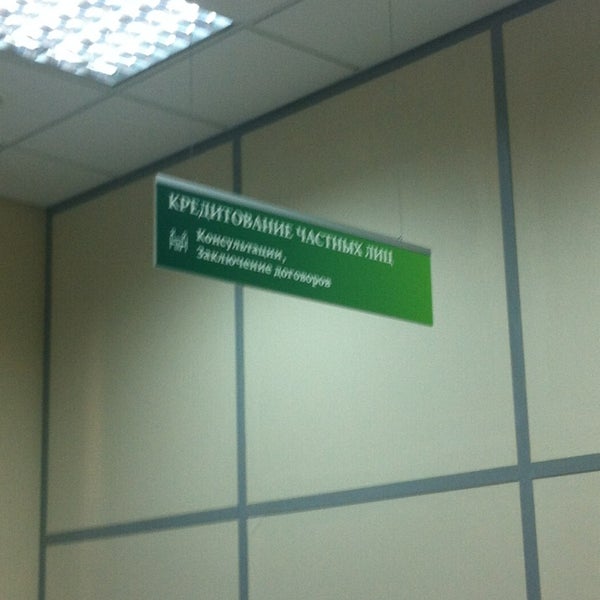 КРЕДИТОВАНИЕ ЧАСТНЫХ ЛИЦ
Консультации,
Заключение договоров